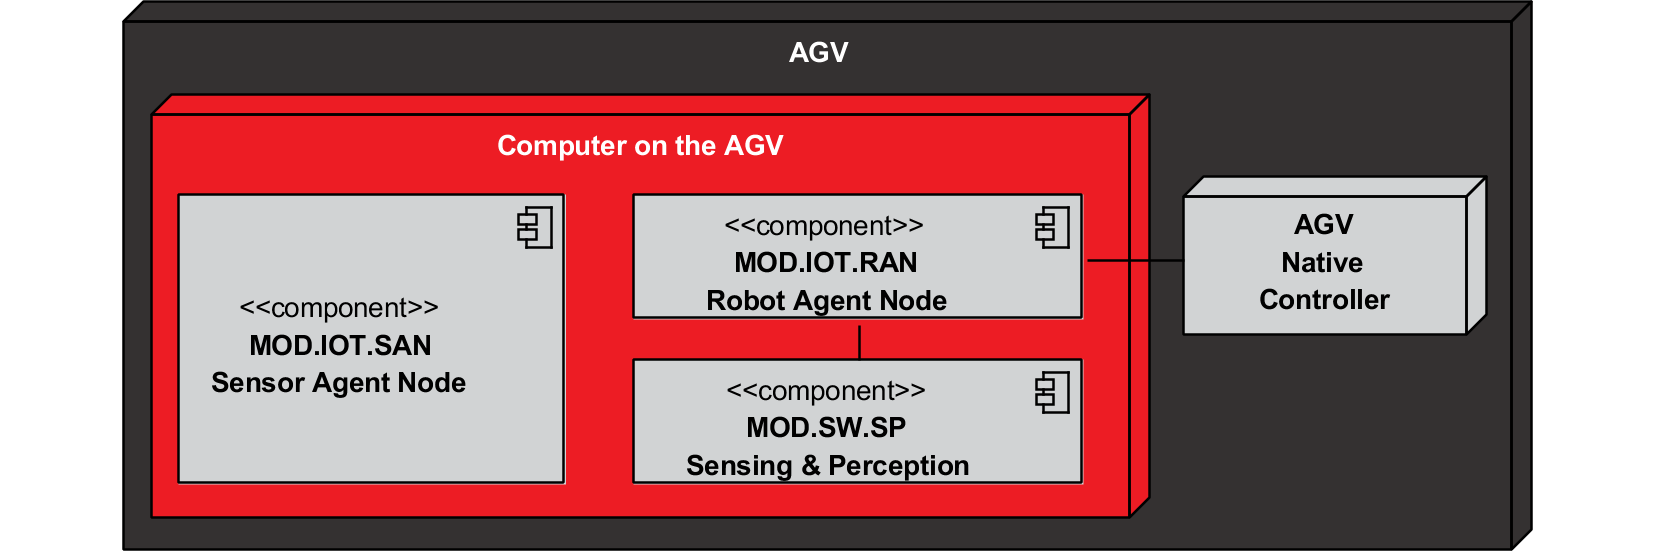 AGV
Computer on the AGV
<<component>>
MOD.IOT.SAN
Sensor Agent Node
<<component>>
MOD.IOT.RAN
Robot Agent Node
<<component>>
MOD.SW.SP
Sensing & Perception
AGV
Native
Controller